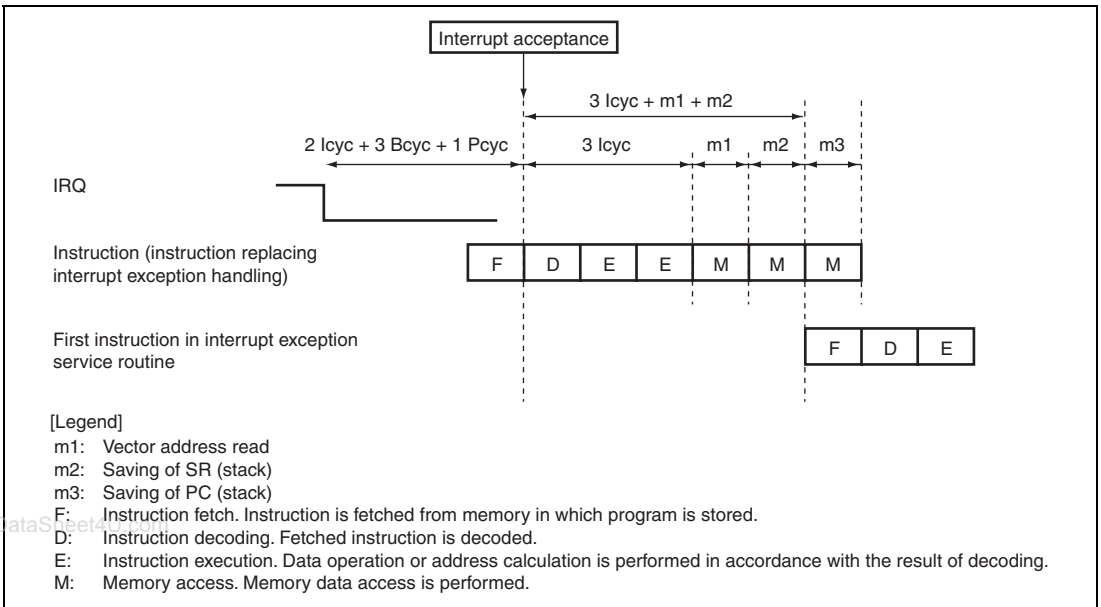 Interrupt acceptance
3 Icyc + m1 + m2
2 Icyc + 3 Bcyc + 1 Pcyc
3 Icyc
m1
m2
m3
IRQ
Instruction (instruction replacing
interrupt exception handling)
F D E E M M M
First instruction in interrupt exception
service routine
F D E
[Legend]
m1: Vector address read
m2: Saving of SR (stack)
m3: Saving of PC (stack)
F: Instruction fetch. Instruction is fetched from memory in which program is stored.
DataSheet4U.com
D: Instruction decoding. Fetched instruction is decoded.
E: Instruction execution. Data operation or address calculation is performed in accordance with the result of decoding.
M: Memory access. Memory data access is performed.